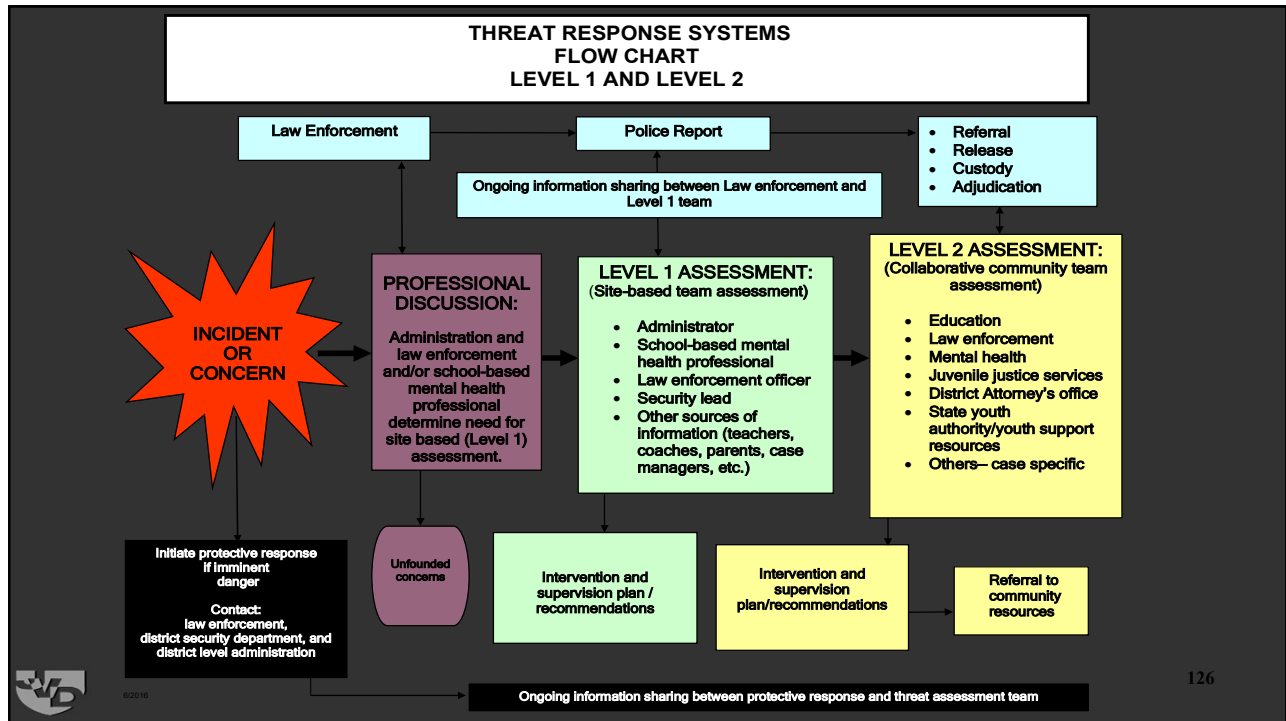 THREAT RESPONSE SYSTEMS
FLOW CHART
LEVEL 1 AND LEVEL 2
Law Enforcement
Police Report
• Referral
• Release
• Custody
• Adjudication
Ongoing information sharing between Law enforcement and
Level 1 team
INCIDENT
OR
CONCERN
PROFESSIONAL
DISCUSSION:
Administration and
law enforcement
and/or school-based
mental health
professional
determine need for
site based (Level 1)
assessment.
LEVEL 1 ASSESSMENT:
(Site-based team assessment)
• Administrator
• School-based mental
health professional
• Law enforcement officer
• Security lead
• Other sources of
information (teachers,
coaches, parents, case
managers, etc.)
LEVEL 2 ASSESSMENT:
(Collaborative community team
assessment)
• Education
• Law enforcement
• Mental health
• Juvenile justice services
• District Attorney's office
• State youth
authority/youth support
resources
• Others– case specific
Initiate protective response
if imminent
danger
Contact:
law enforcement,
district security department, and
district level administration
Unfounded
concerns
Intervention and
supervision plan /
recommendations
Intervention and
supervision
plan/recommendations
Referral to
community
resources
Ongoing information sharing between protective response and threat assessment team
6/2016
126